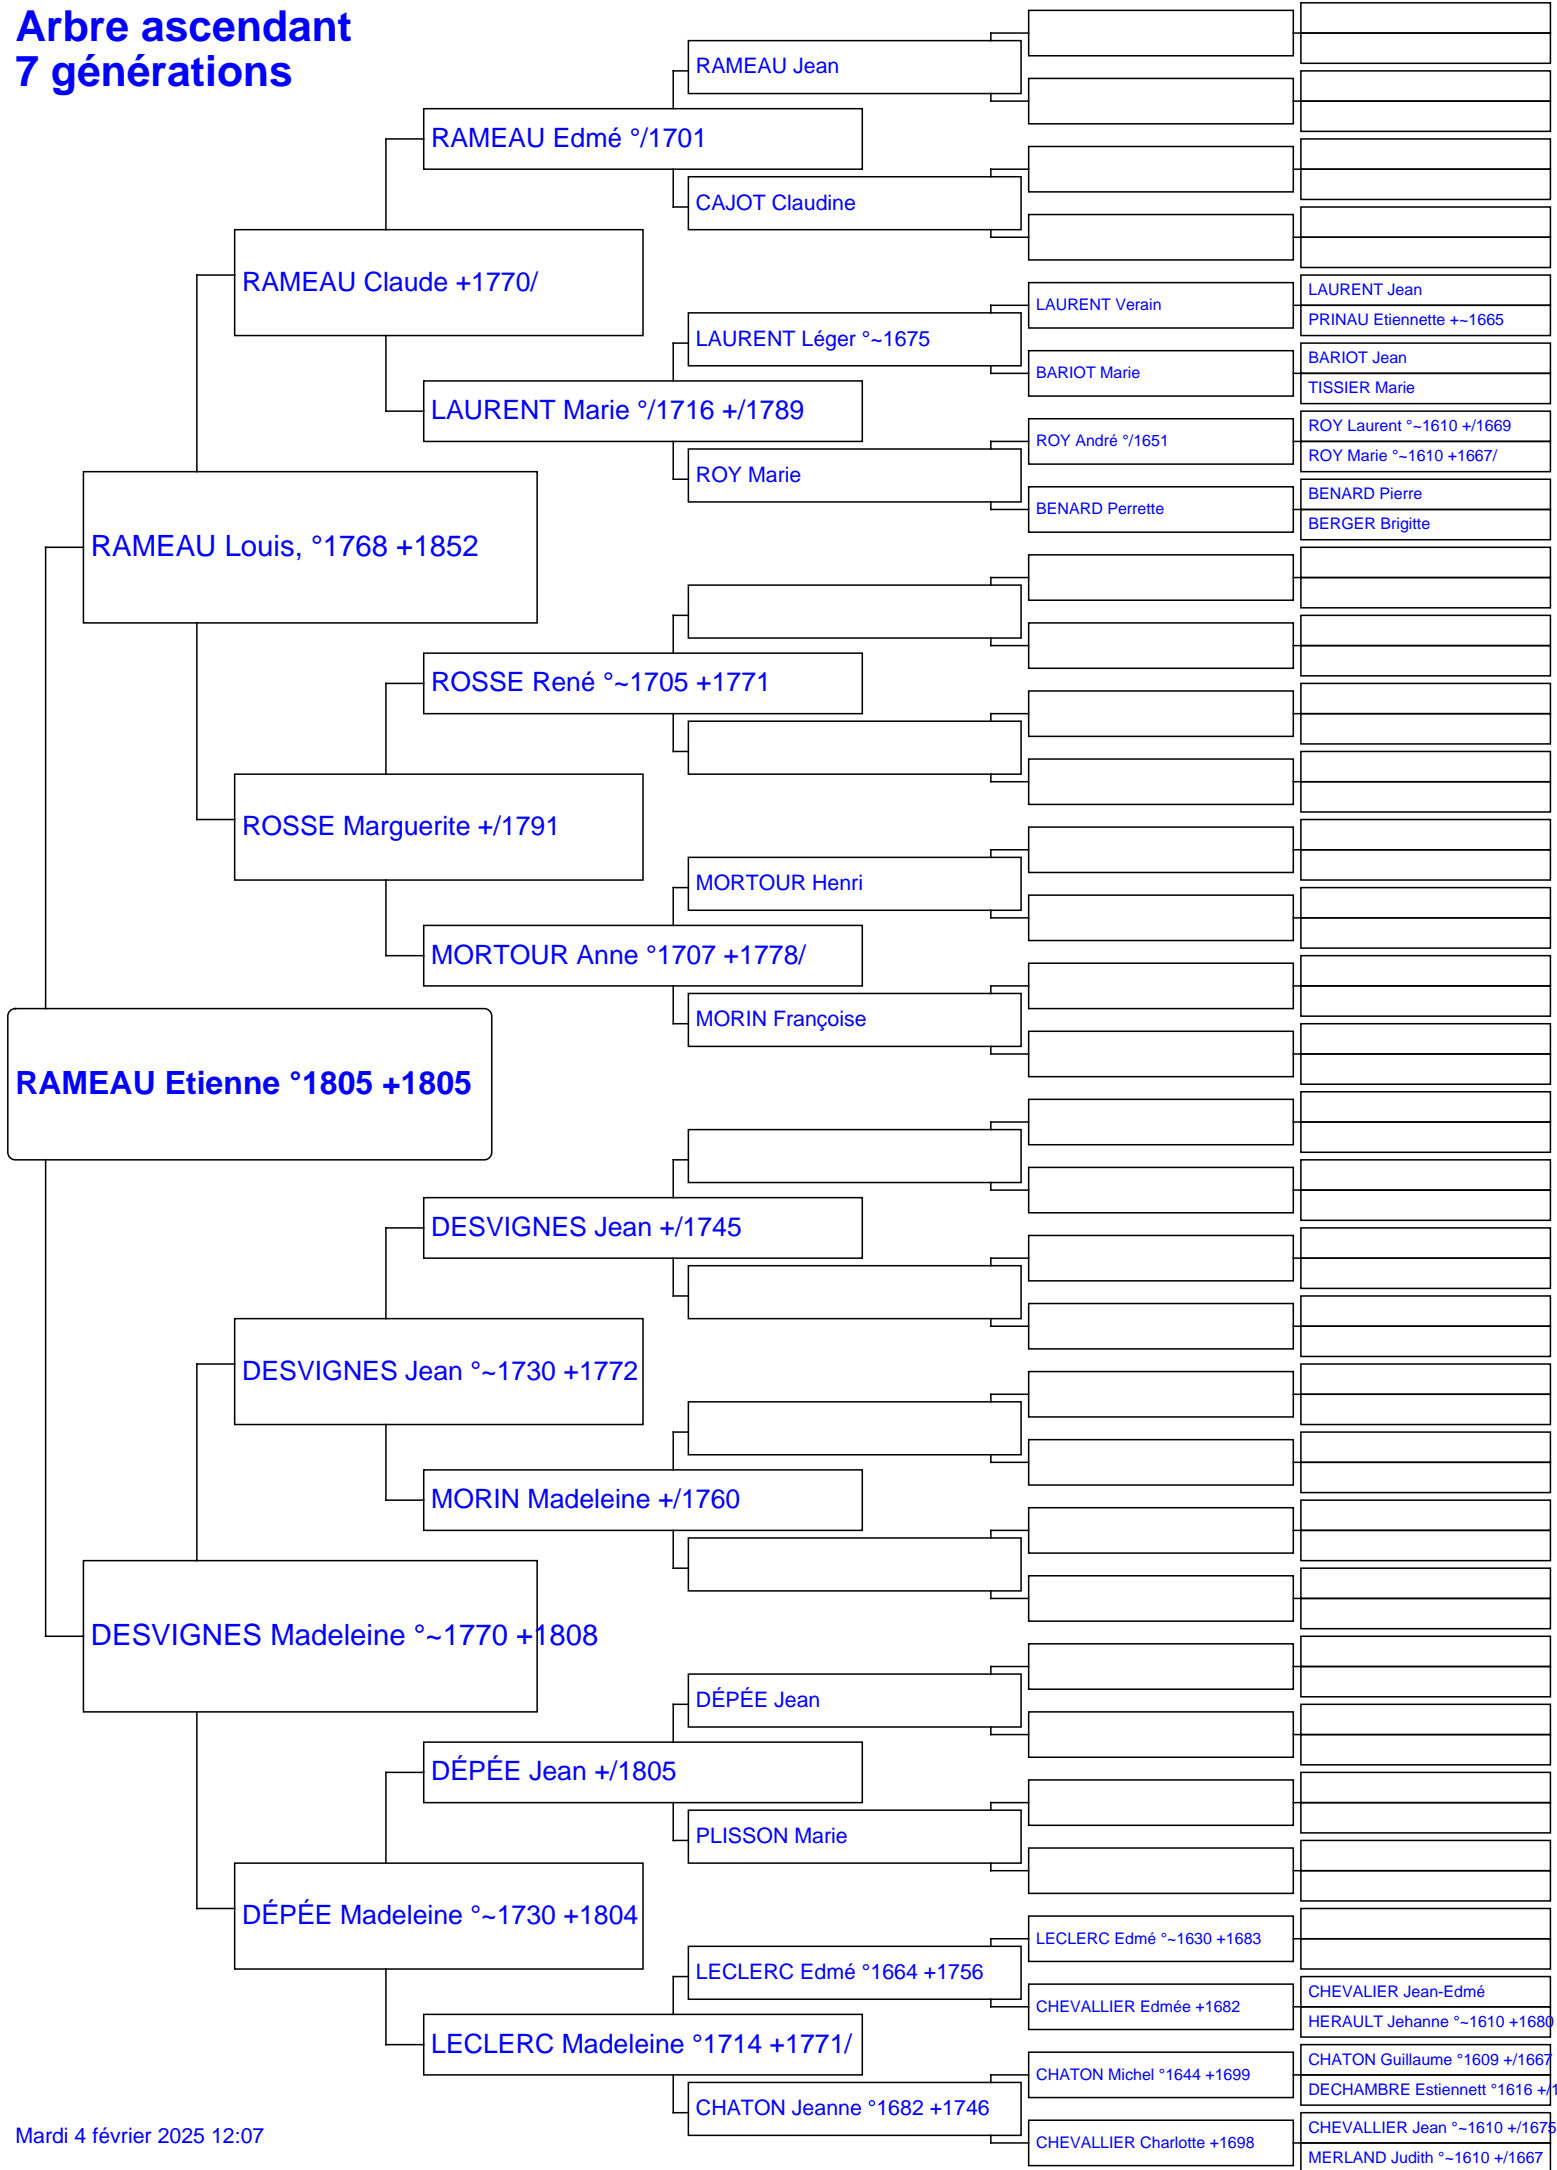 Arbre ascendant
7 générations
RAMEAU Jean
RAMEAU Edmé °/1701
CAJOT Claudine
RAMEAU Claude +1770/
LAURENT Jean
LAURENT Verain
PRINAU Etiennette +~1665
LAURENT Léger °~1675
BARIOT Jean
BARIOT Marie
TISSIER Marie
LAURENT Marie °/1716 +/1789
ROY Laurent °~1610 +/1669
ROY André °/1651
ROY Marie °~1610 +1667/
ROY Marie
BENARD Pierre
BENARD Perrette
BERGER Brigitte
RAMEAU Louis, °1768 +1852
ROSSE René °~1705 +1771
ROSSE Marguerite +/1791
MORTOUR Henri
MORTOUR Anne °1707 +1778/
MORIN Françoise
RAMEAU Etienne °1805 +1805
DESVIGNES Jean +/1745
DESVIGNES Jean °~1730 +1772
MORIN Madeleine +/1760
DESVIGNES Madeleine °~1770 +1808
DÉPÉE Jean
DÉPÉE Jean +/1805
PLISSON Marie
DÉPÉE Madeleine °~1730 +1804
LECLERC Edmé °~1630 +1683
LECLERC Edmé °1664 +1756
CHEVALIER Jean-Edmé
CHEVALLIER Edmée +1682
HERAULT Jehanne °~1610 +1680
LECLERC Madeleine °1714 +1771/
CHATON Guillaume °1609 +/1667
CHATON Michel °1644 +1699
DECHAMBRE Estiennett °1616 +/1
CHATON Jeanne °1682 +1746
CHEVALLIER Jean °~1610 +/1675
CHEVALLIER Charlotte +1698
MERLAND Judith °~1610 +/1667
Mardi 4 février 2025 12:07